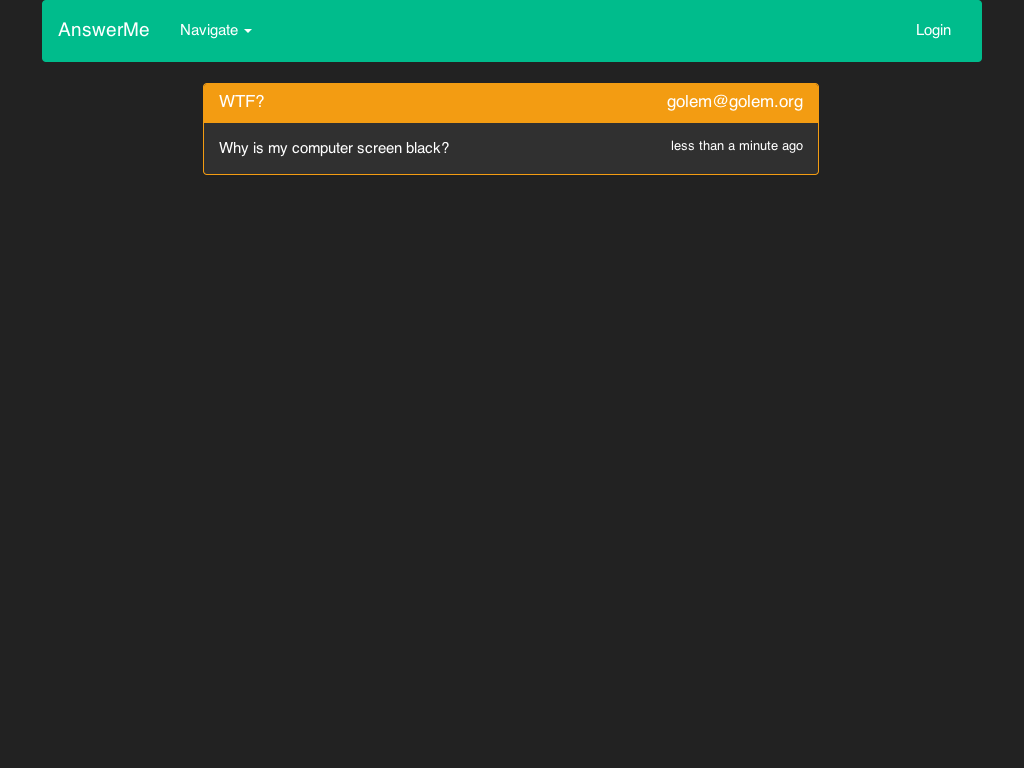 AnswerMe Navigate Login
WTF? golem@golem.org
Why is my computer screen black? less than a minute ago